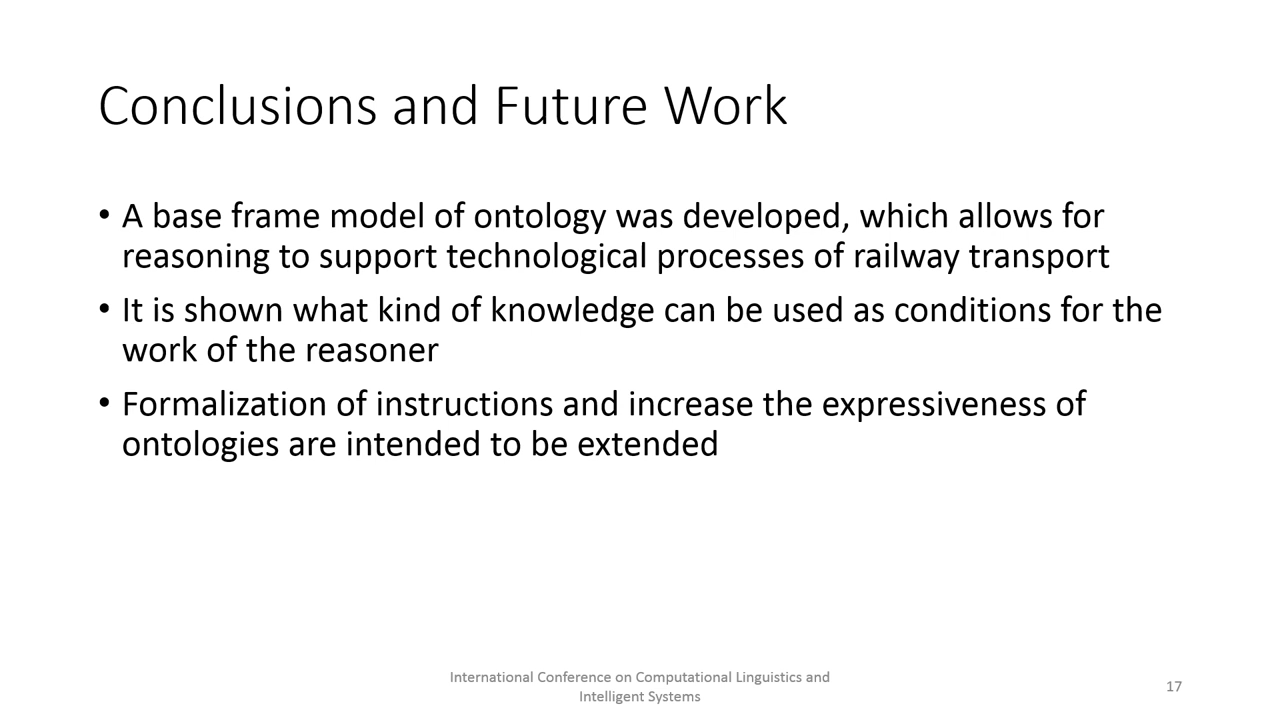 Conclusions and Future Work
• A base frame model of ontology was developed, which allows for
reasoning to support technological processes of railway transport
• It is shown what kind of knowledge can be used as conditions for the
work of the reasoner
• Formalization of instructions and increase the expressiveness of
ontologies are intended to be extended
International Conference on Computational Linguistics and
Intelligent Systems
17